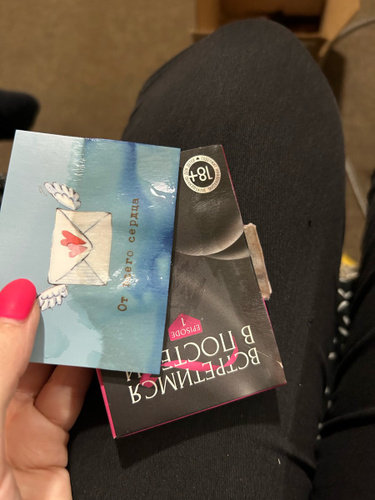 От всего сердца
ВСТРЕТИМСЯ
В ПОСТЕЛИ
EPISODE
1
18+